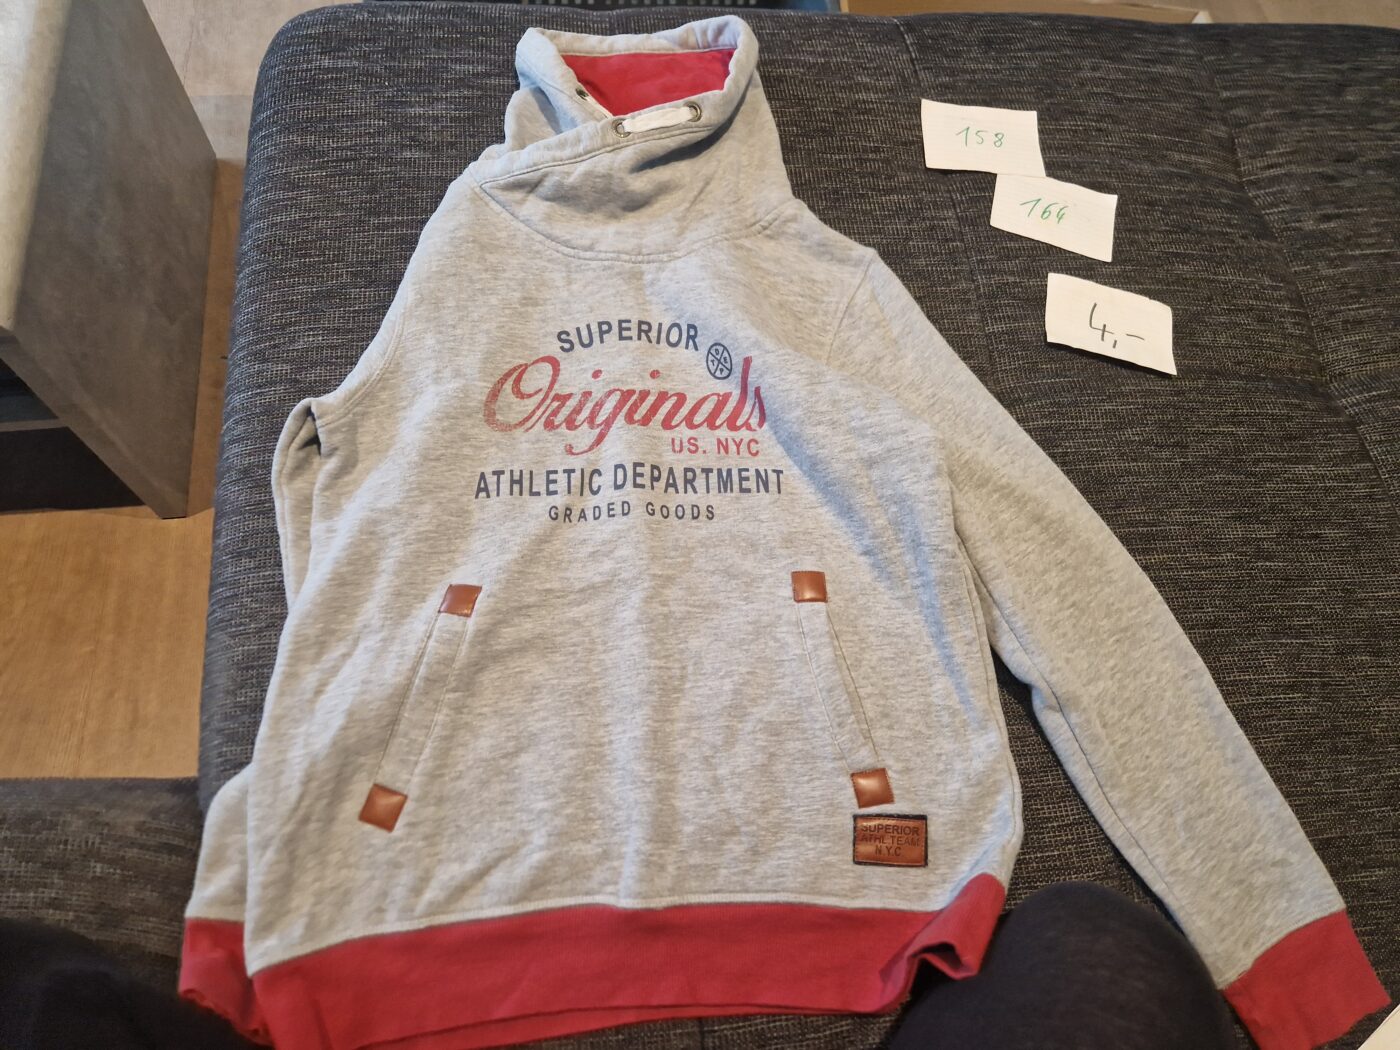 158
164
4,-
SUPERIOR
Originals
US. NYC
ATHLETIC DEPARTMENT
GRADED GOODS
SUPERIOR
ATHL TEAM
N.Y.C